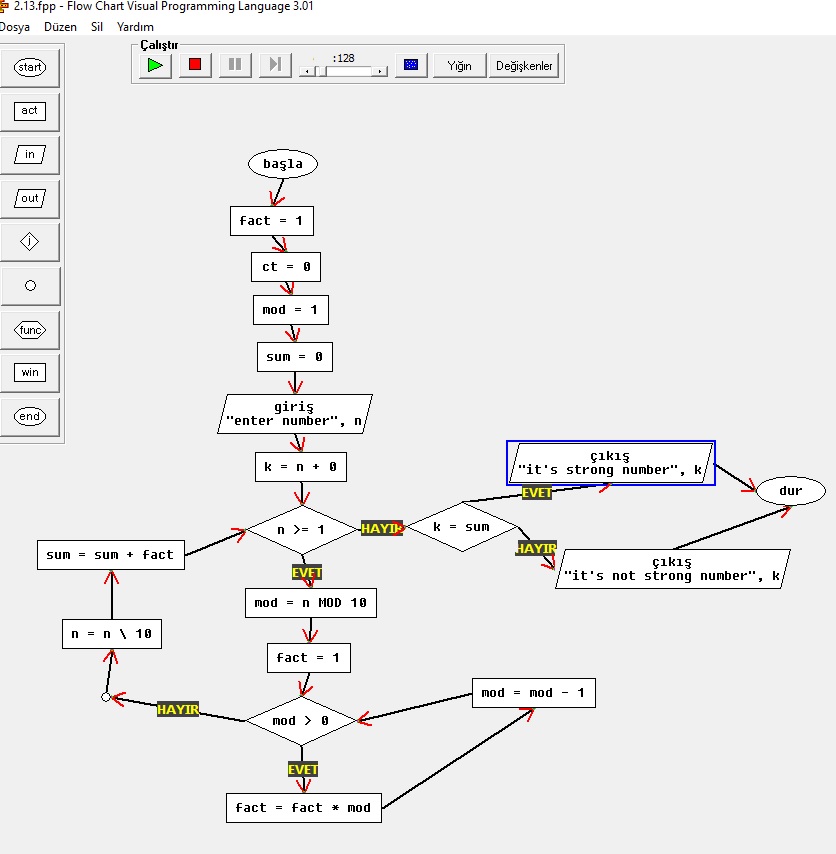 2.13.fpp - Flow Chart Visual Programming Language 3.01
Dosya Düzen Sil Yardım
Çalıştır
:128
Yığın Değişkenler
start
act
in
out
j
func
win
end
başla
fact = 1
ct = 0
mod = 1
sum = 0
giriş
"enter number", n
k = n + 0
n >= 1
HAYIR
k = sum
EVET
çıkış
"it's strong number", k
dur
HAYIR
çıkış
"it's not strong number", k
EVET
mod = n MOD 10
fact = 1
mod > 0
EVET
fact = fact * mod
mod = mod - 1
HAYIR
n = n \ 10
sum = sum + fact